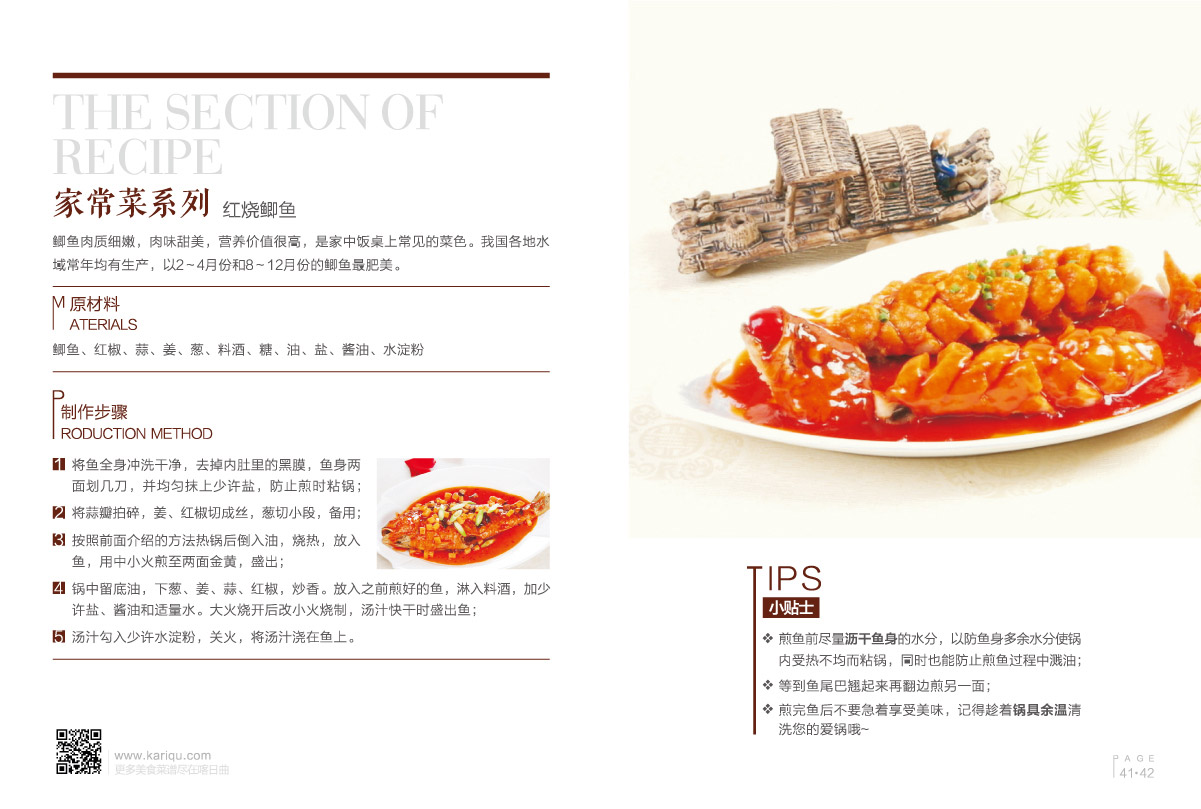 THE SECTION OF
RECIPE
家常菜系列 红烧鲫鱼
鲫鱼肉质细嫩，肉味甜美，营养价值很高，是家中饭桌上常见的菜色。我国各地水
域常年均有生产，以2～4月份和8～12月份的鲫鱼最肥美。
M 原材料
ATERIALS
鲫鱼、红椒、蒜、姜、葱、料酒、糖、油、盐、酱油、水淀粉
P
制作步骤
RODUCTION METHOD
1 将鱼全身冲洗干净，去掉内肚里的黑膜，鱼身两
面划几刀，并均匀抹上少许盐，防止煎时粘锅；
2 将蒜瓣拍碎，姜、红椒切成丝，葱切小段，备用；
3 按照前面介绍的方法热锅后倒入油，烧热，放入
鱼，用中小火煎至两面金黄，盛出；
4 锅中留底油，下葱、姜、蒜、红椒，炒香。放入之前煎好的鱼，淋入料酒，加少
许盐、酱油和适量水。大火烧开后改小火烧制，汤汁快干时盛出鱼；
5 汤汁勾入少许水淀粉，关火，将汤汁浇在鱼上。
www.kariqu.com
更多美食菜谱尽在喀日曲
TIPS
小贴士
❖ 煎鱼前尽量沥干鱼身的水分，以防鱼身多余水分使锅
内受热不均而粘锅，同时也能防止煎鱼过程中溅油；
❖ 等到鱼尾巴翘起来再翻边煎另一面；
❖ 煎完鱼后不要急着享受美味，记得趁着锅具余温清
洗您的爱锅哦~
PAGE
41·42